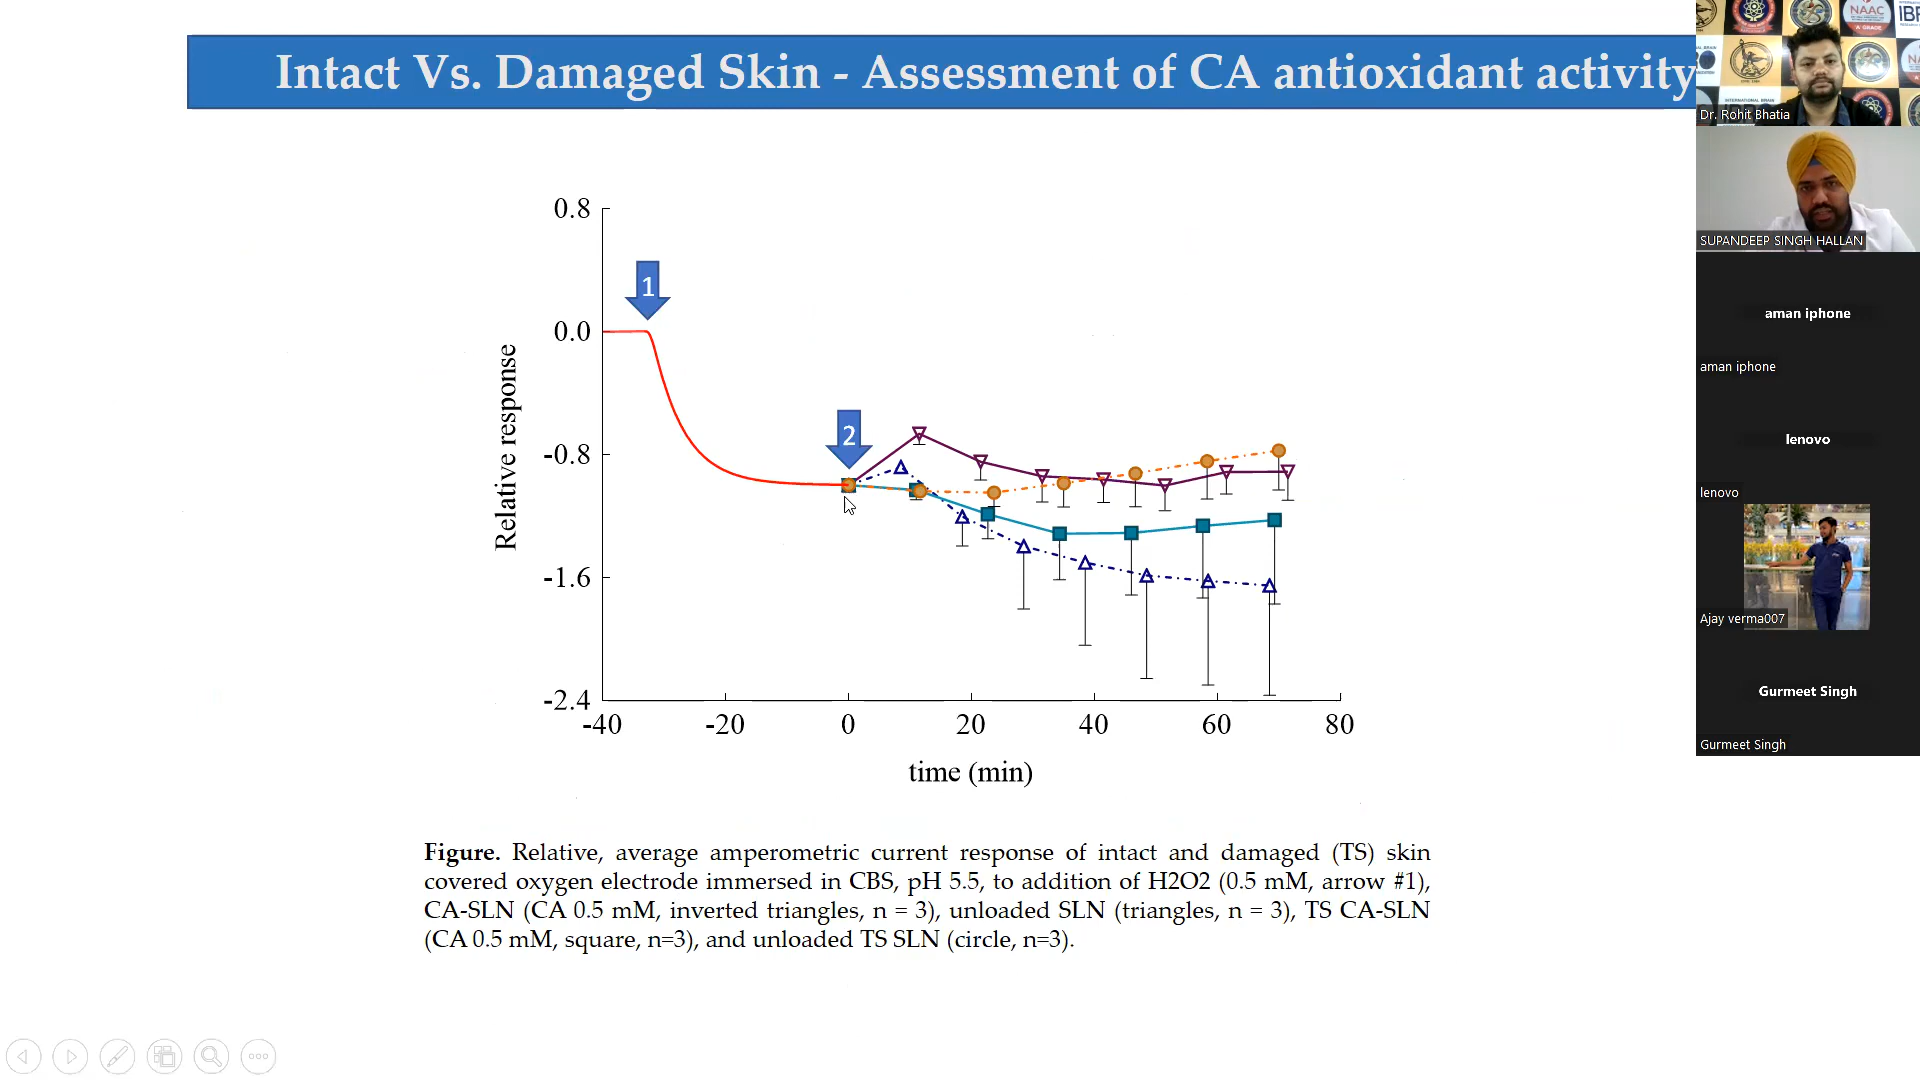 Intact Vs. Damaged Skin - Assessment of CA antioxidant activity
0.8
0.0
-0.8
-1.6
-2.4
Relative response
1
2
-40
-20
0
20
40
60
80
time (min)
Figure. Relative, average amperometric current response of intact and damaged (TS) skin
covered oxygen electrode immersed in CBS, pH 5.5, to addition of H2O2 (0.5 mM, arrow #1),
CA-SLN (CA 0.5 mM, inverted triangles, n = 3), unloaded SLN (triangles, n = 3), TS CA-SLN
(CA 0.5 mM, square, n=3), and unloaded TS SLN (circle, n=3).
NAAC
A GRADE
INTERNATIONAL BRAIN
Dr. Rohit Bhatia
SUPANDEEP SINGH HALLAN
aman iphone
aman iphone
lenovo
lenovo
Ajay verma007
Gurmeet Singh
Gurmeet Singh